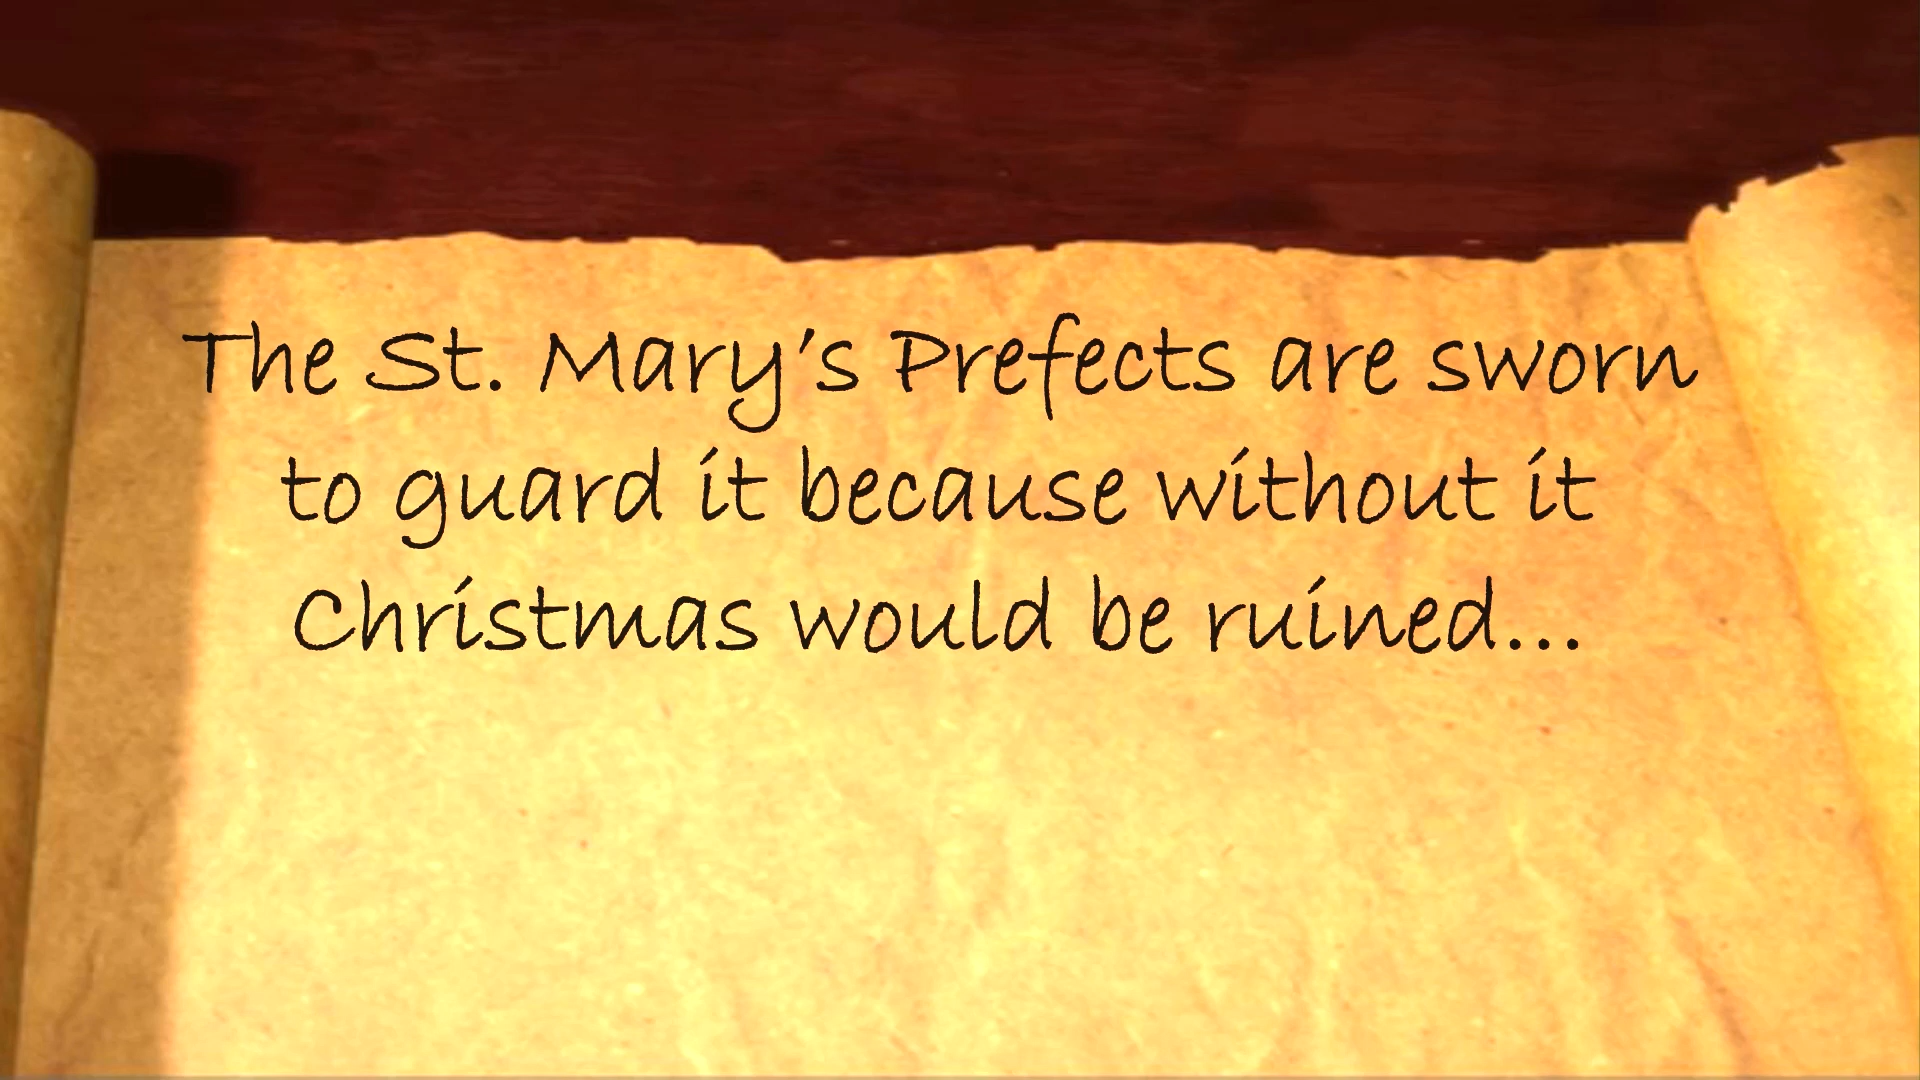 The St. Mary's Prefects are sworn
to guard it because without it
Christmas would be ruined...